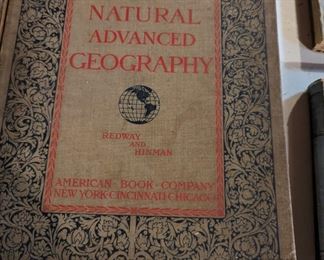 NATURAL
ADVANCED
GEOGRAPHY
REDWAY
AND
HINMAN
AMERICAN·BOOK·COMPANY
NEW YORK·CINCINNATI·CHICAGO